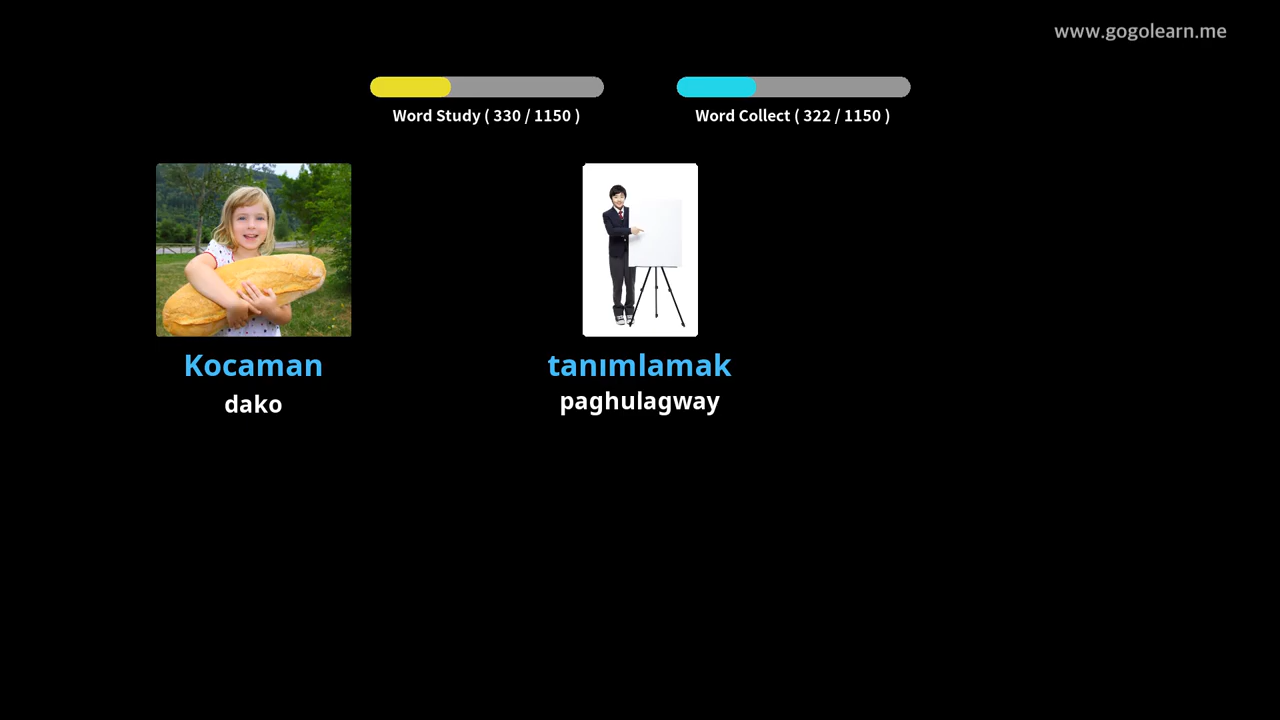 www.gogolearn.me
Word Study ( 330 / 1150 )
Word Collect ( 322 / 1150 )
Kocaman
dako
tanımlamak
paghulagway